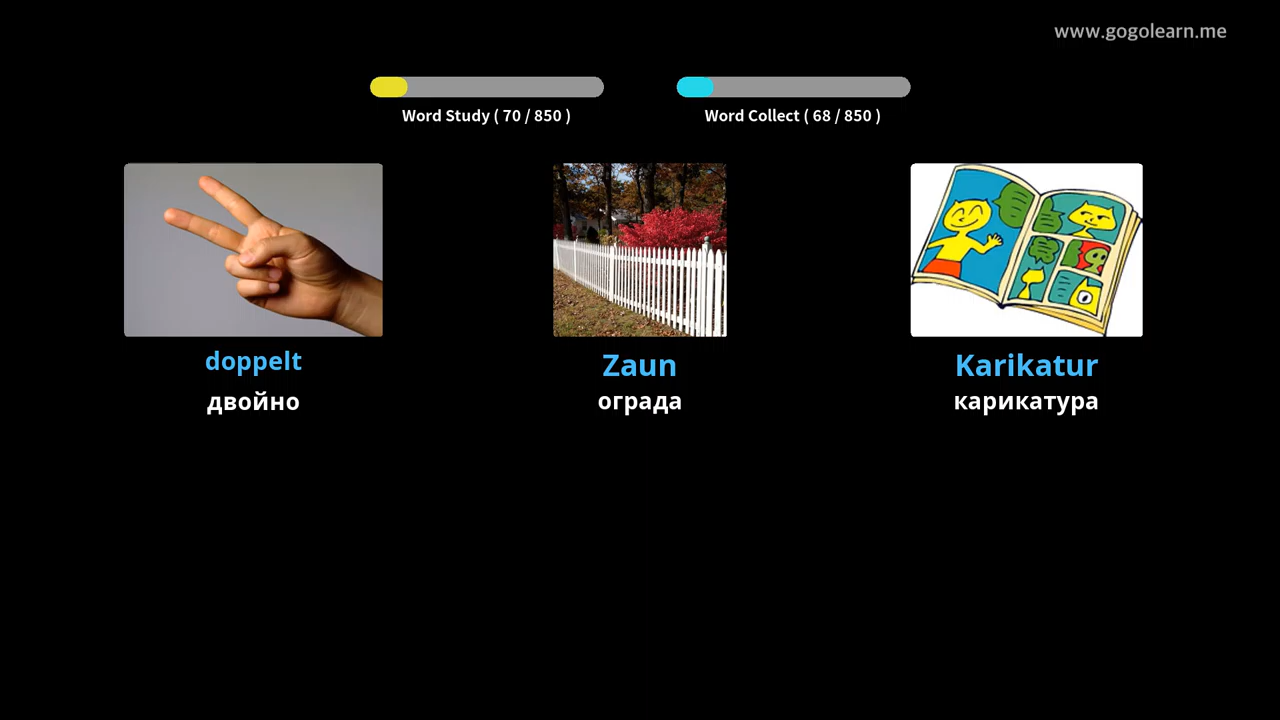 www.gogolearn.me
Word Study ( 70 / 850 )
Word Collect ( 68 / 850 )
doppelt
двойно
Zaun
ограда
Karikatur
карикатура